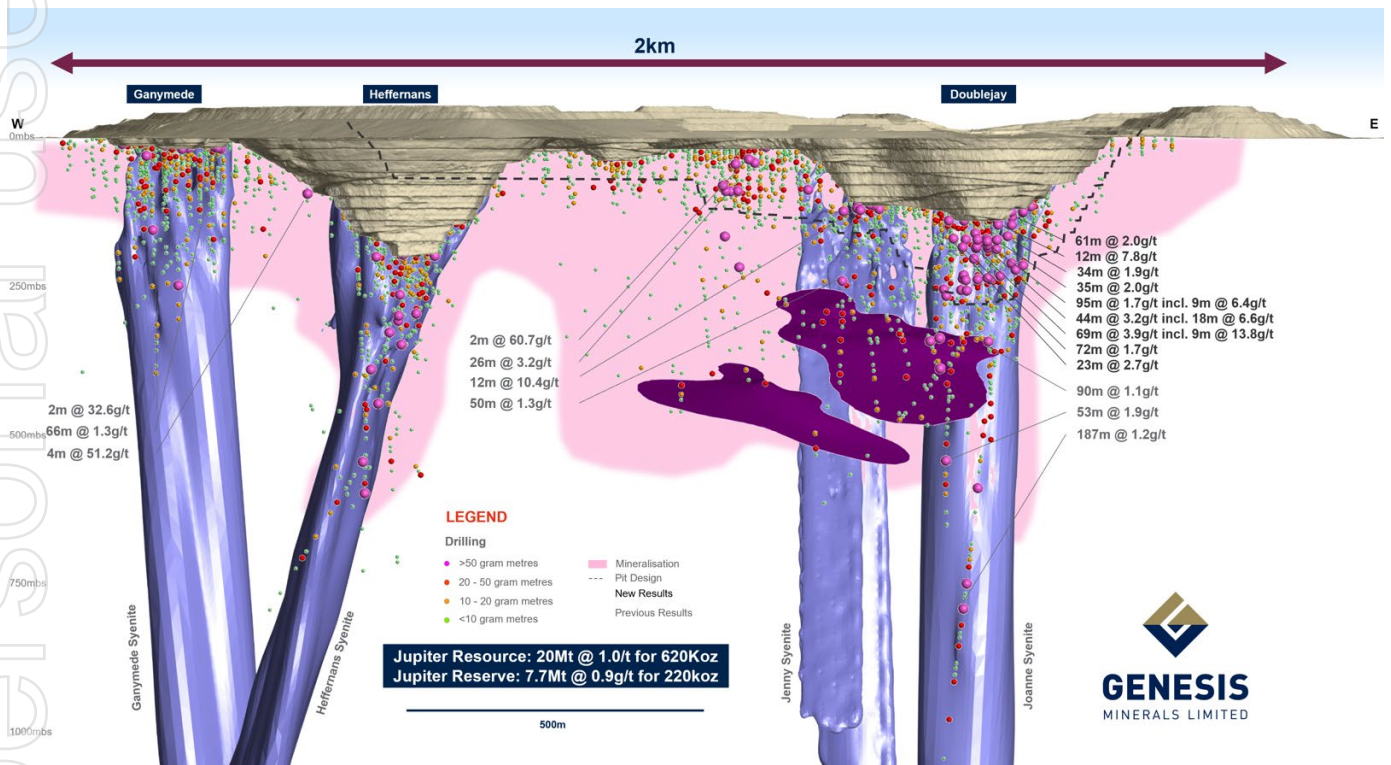 2km
Ganymede
Heffernans
Doublejay
W
E
0mbs
250mbs
500mbs
750mbs
1000mbs
61m @ 2.0g/t
12m @ 7.8g/t
34m @ 1.9g/t
35m @ 2.0g/t
95m @ 1.7g/t incl. 9m @ 6.4g/t
44m @ 3.2g/t incl. 18m @ 6.6g/t
69m @ 3.9g/t incl. 9m @ 13.8g/t
72m @ 1.7g/t
23m @ 2.7g/t
90m @ 1.1g/t
53m @ 1.9g/t
187m @ 1.2g/t
2m @ 60.7g/t
26m @ 3.2g/t
12m @ 10.4g/t
50m @ 1.3g/t
2m @ 32.6g/t
66m @ 1.3g/t
4m @ 51.2g/t
LEGEND
Drilling
>50 gram metres
20 - 50 gram metres
10 - 20 gram metres
<10 gram metres
Mineralisation
Pit Design
New Results
Previous Results
Ganymede Syenite
Heffernans Syenite
Jenny Syenite
Joanne Syenite
Jupiter Resource: 20Mt @ 1.0/t for 620Koz
Jupiter Reserve: 7.7Mt @ 0.9g/t for 220koz
500m
GENESIS
MINERALS LIMITED